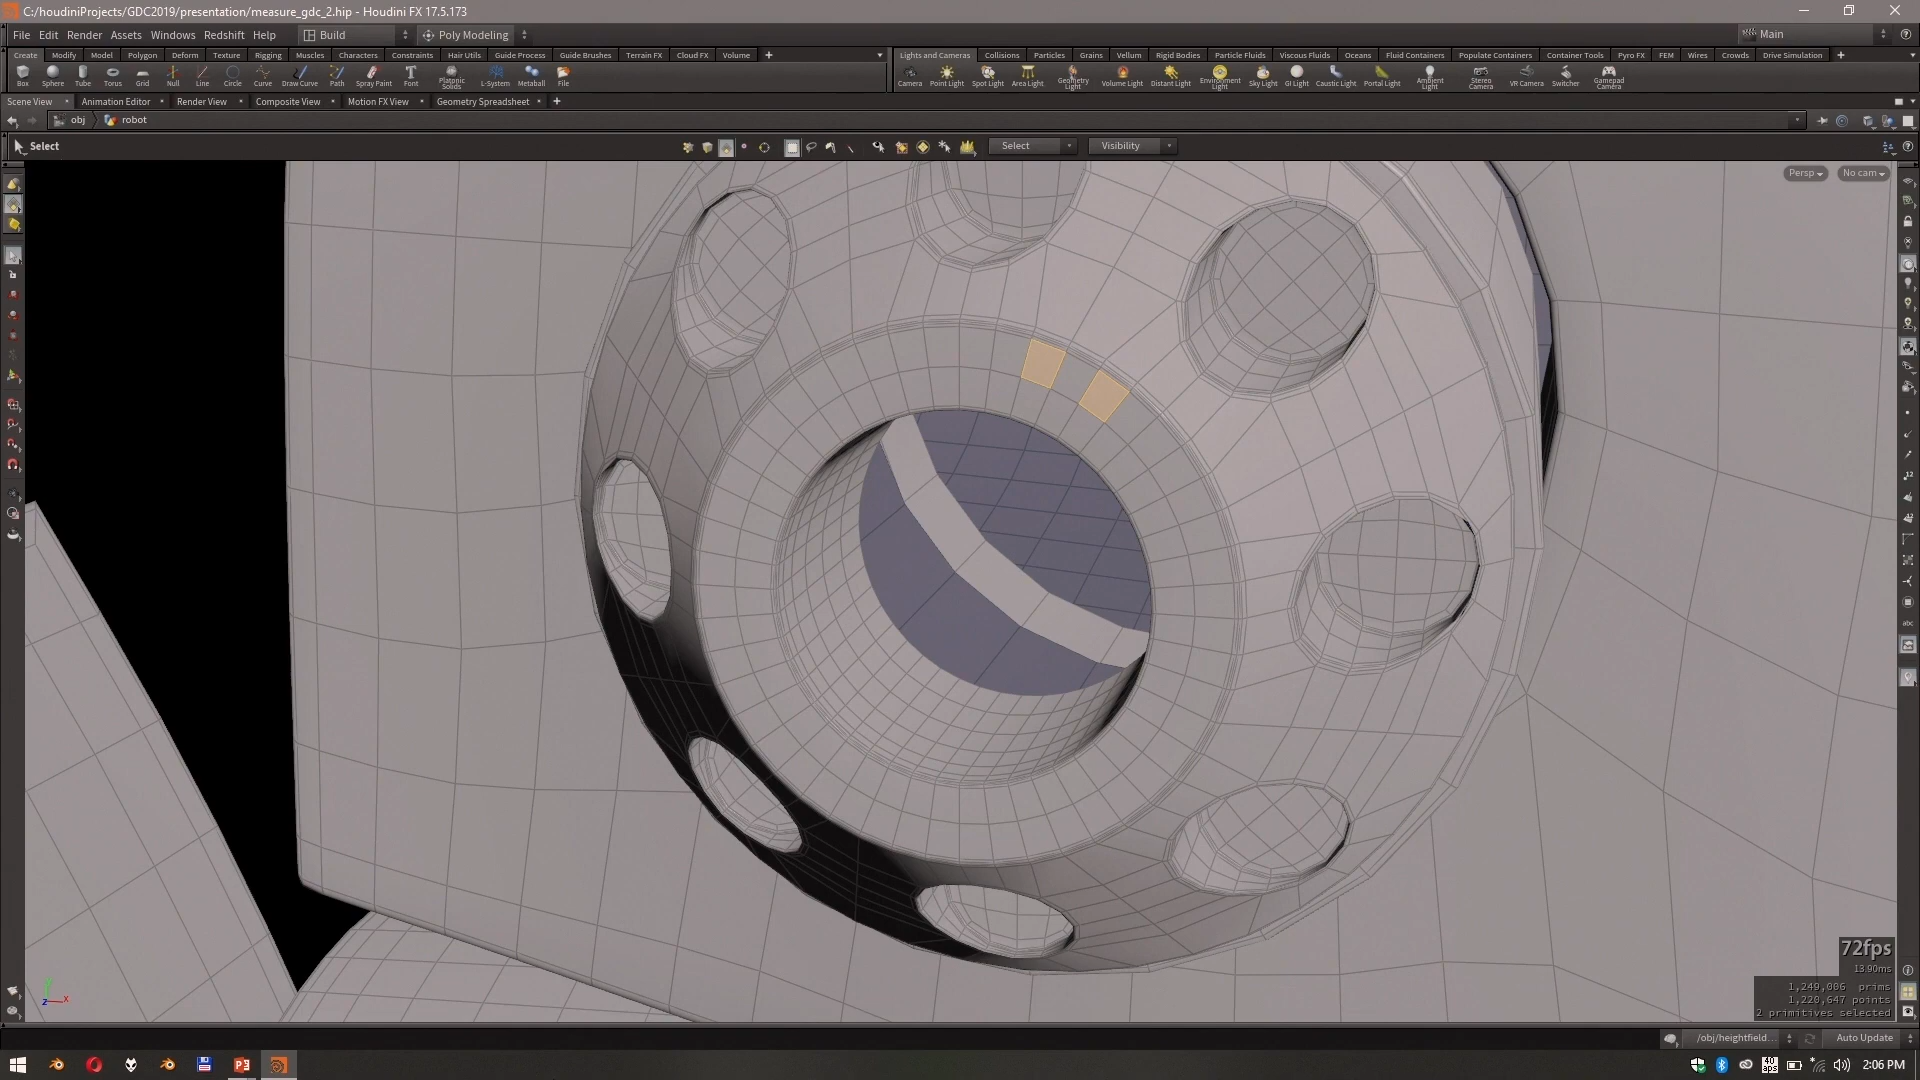 C:/houdiniProjects/GDC2019/presentation/measure_gdc_2.hip - Houdini FX 17.5.173
File Edit Render Assets Windows Redshift Help Build Poly Modeling Main
Create Modify Model Polygon Deform Texture Rigging Muscles Characters Constraints Hair Utils Guide Process Guide Brushes Terrain FX Cloud FX Volume
Lights and Cameras Collisions Particles Grains Vellum Rigid Bodies Particle Fluids Viscous Fluids Oceans Fluid Containers Populate Containers Container Tools Pyro FX FEM Wires Crowds Drive Simulation
Box Sphere Tube Torus Grid Null Line Circle Curve Draw Curve Path Spray Paint Font Platonic Solids L-System Metaball File
Camera Point Light Spot Light Area Light Geometry Light Volume Light Distant Light Environment Light Sky Light GI Light Caustic Light Portal Light Ambient Light Stereo Camera VR Camera Switcher Gamepad Camera
Scene View Animation Editor Render View Composite View Motion FX View Geometry Spreadsheet
obj robot
Select Select Visibility
Persp No cam
abc
72fps
13.90ms
1,249,006 prims
1,220,647 points
2 primitives selected
z x
/obj/heightfield... Auto Update
40 aps
2:06 PM